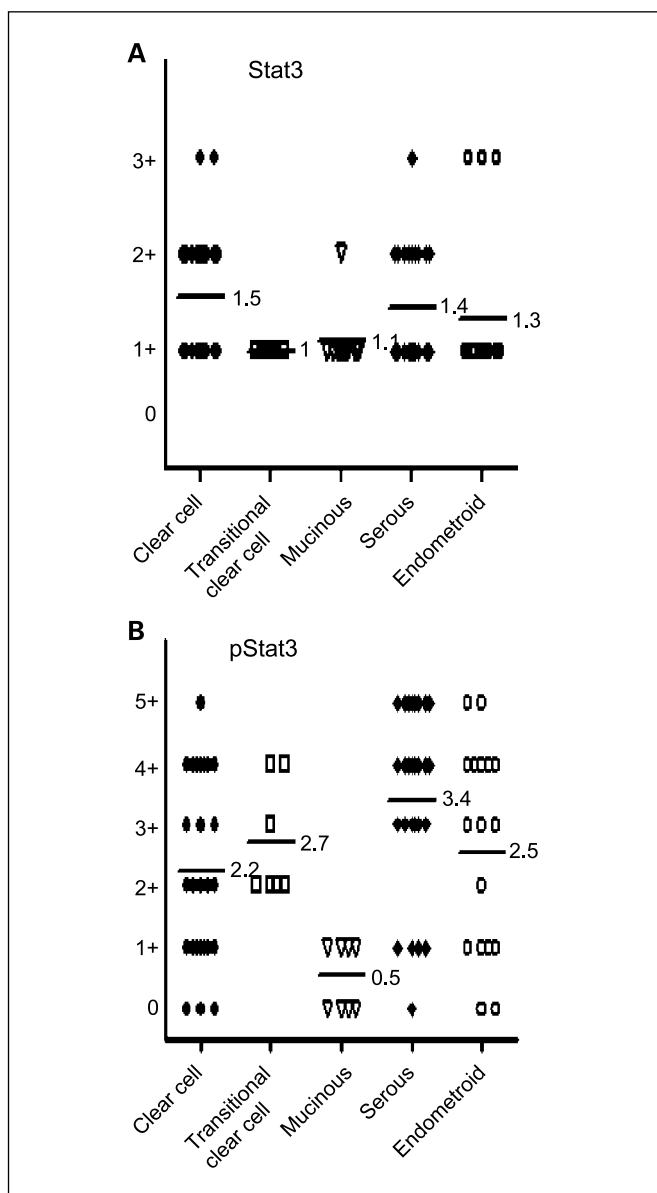 A
Stat3
3+
2+
1.5
1.4
1.3
1+
1
1.1
0
Clear cell
Transitional
clear cell
Mucinous
Serous
Endometroid
B
pStat3
5+
4+
3+
3.4
2.7
2.5
2.2
2+
1+
0.5
0
Clear cell
Transitional
clear cell
Mucinous
Serous
Endometroid